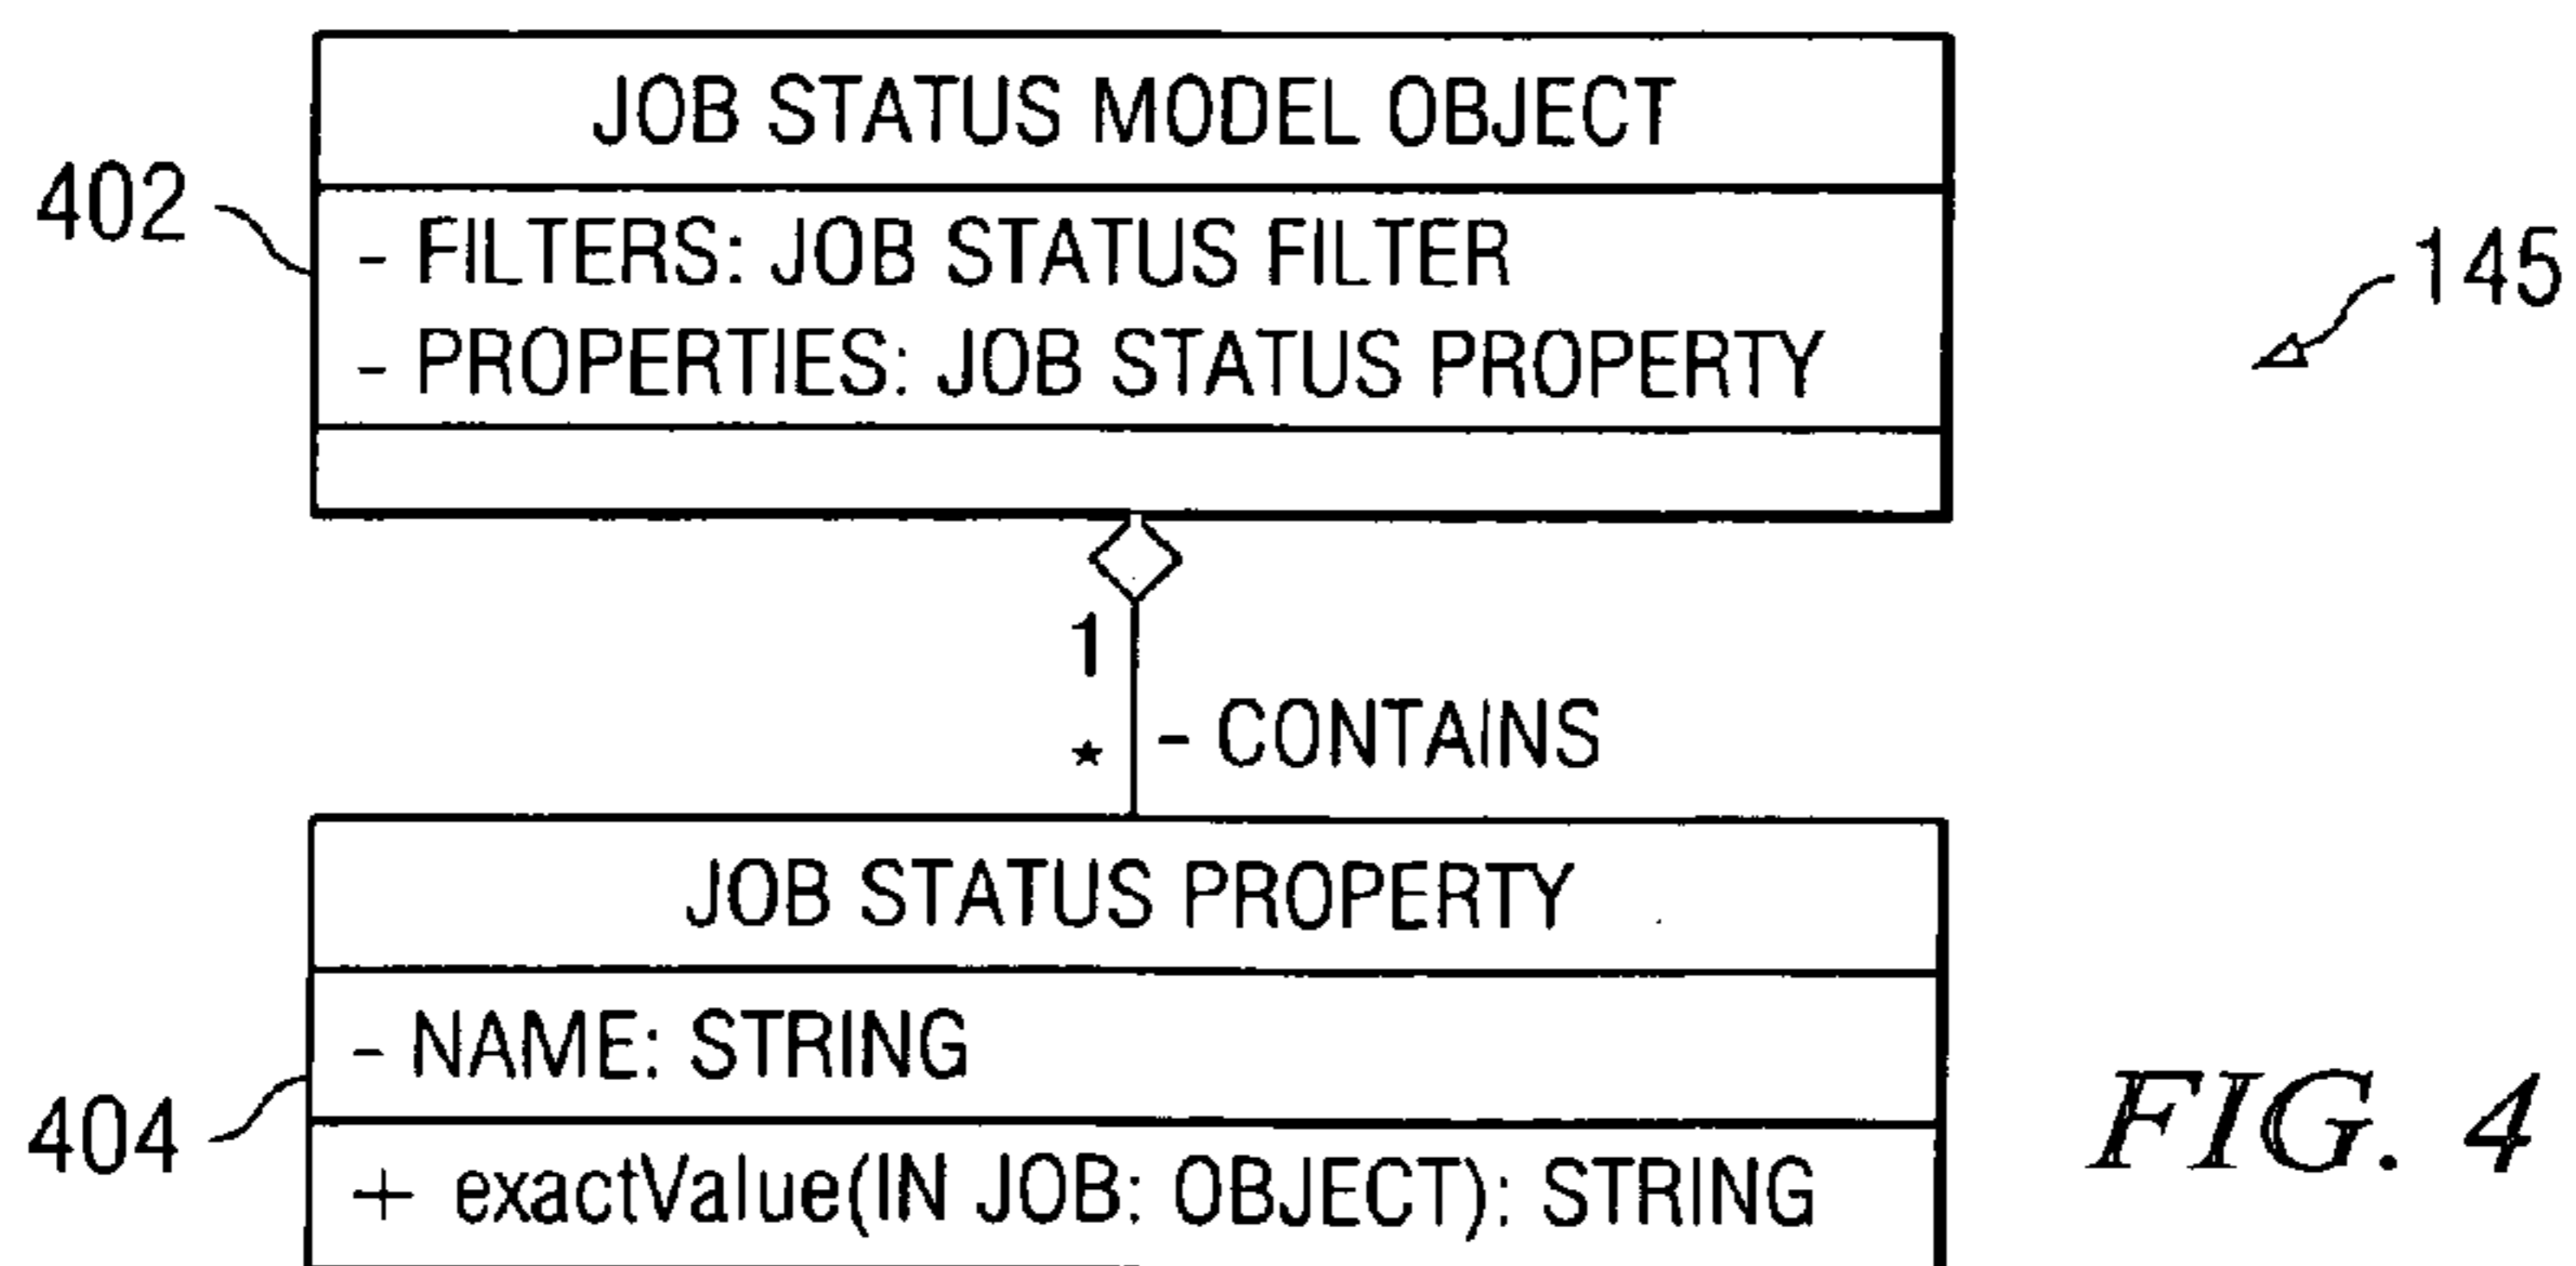 JOB STATUS MODEL OBJECT
402
- FILTERS: JOB STATUS FILTER
- PROPERTIES: JOB STATUS PROPERTY
145
1
* - CONTAINS
JOB STATUS PROPERTY
- NAME: STRING
404
+ exactValue(IN JOB: OBJECT): STRING
FIG. 4